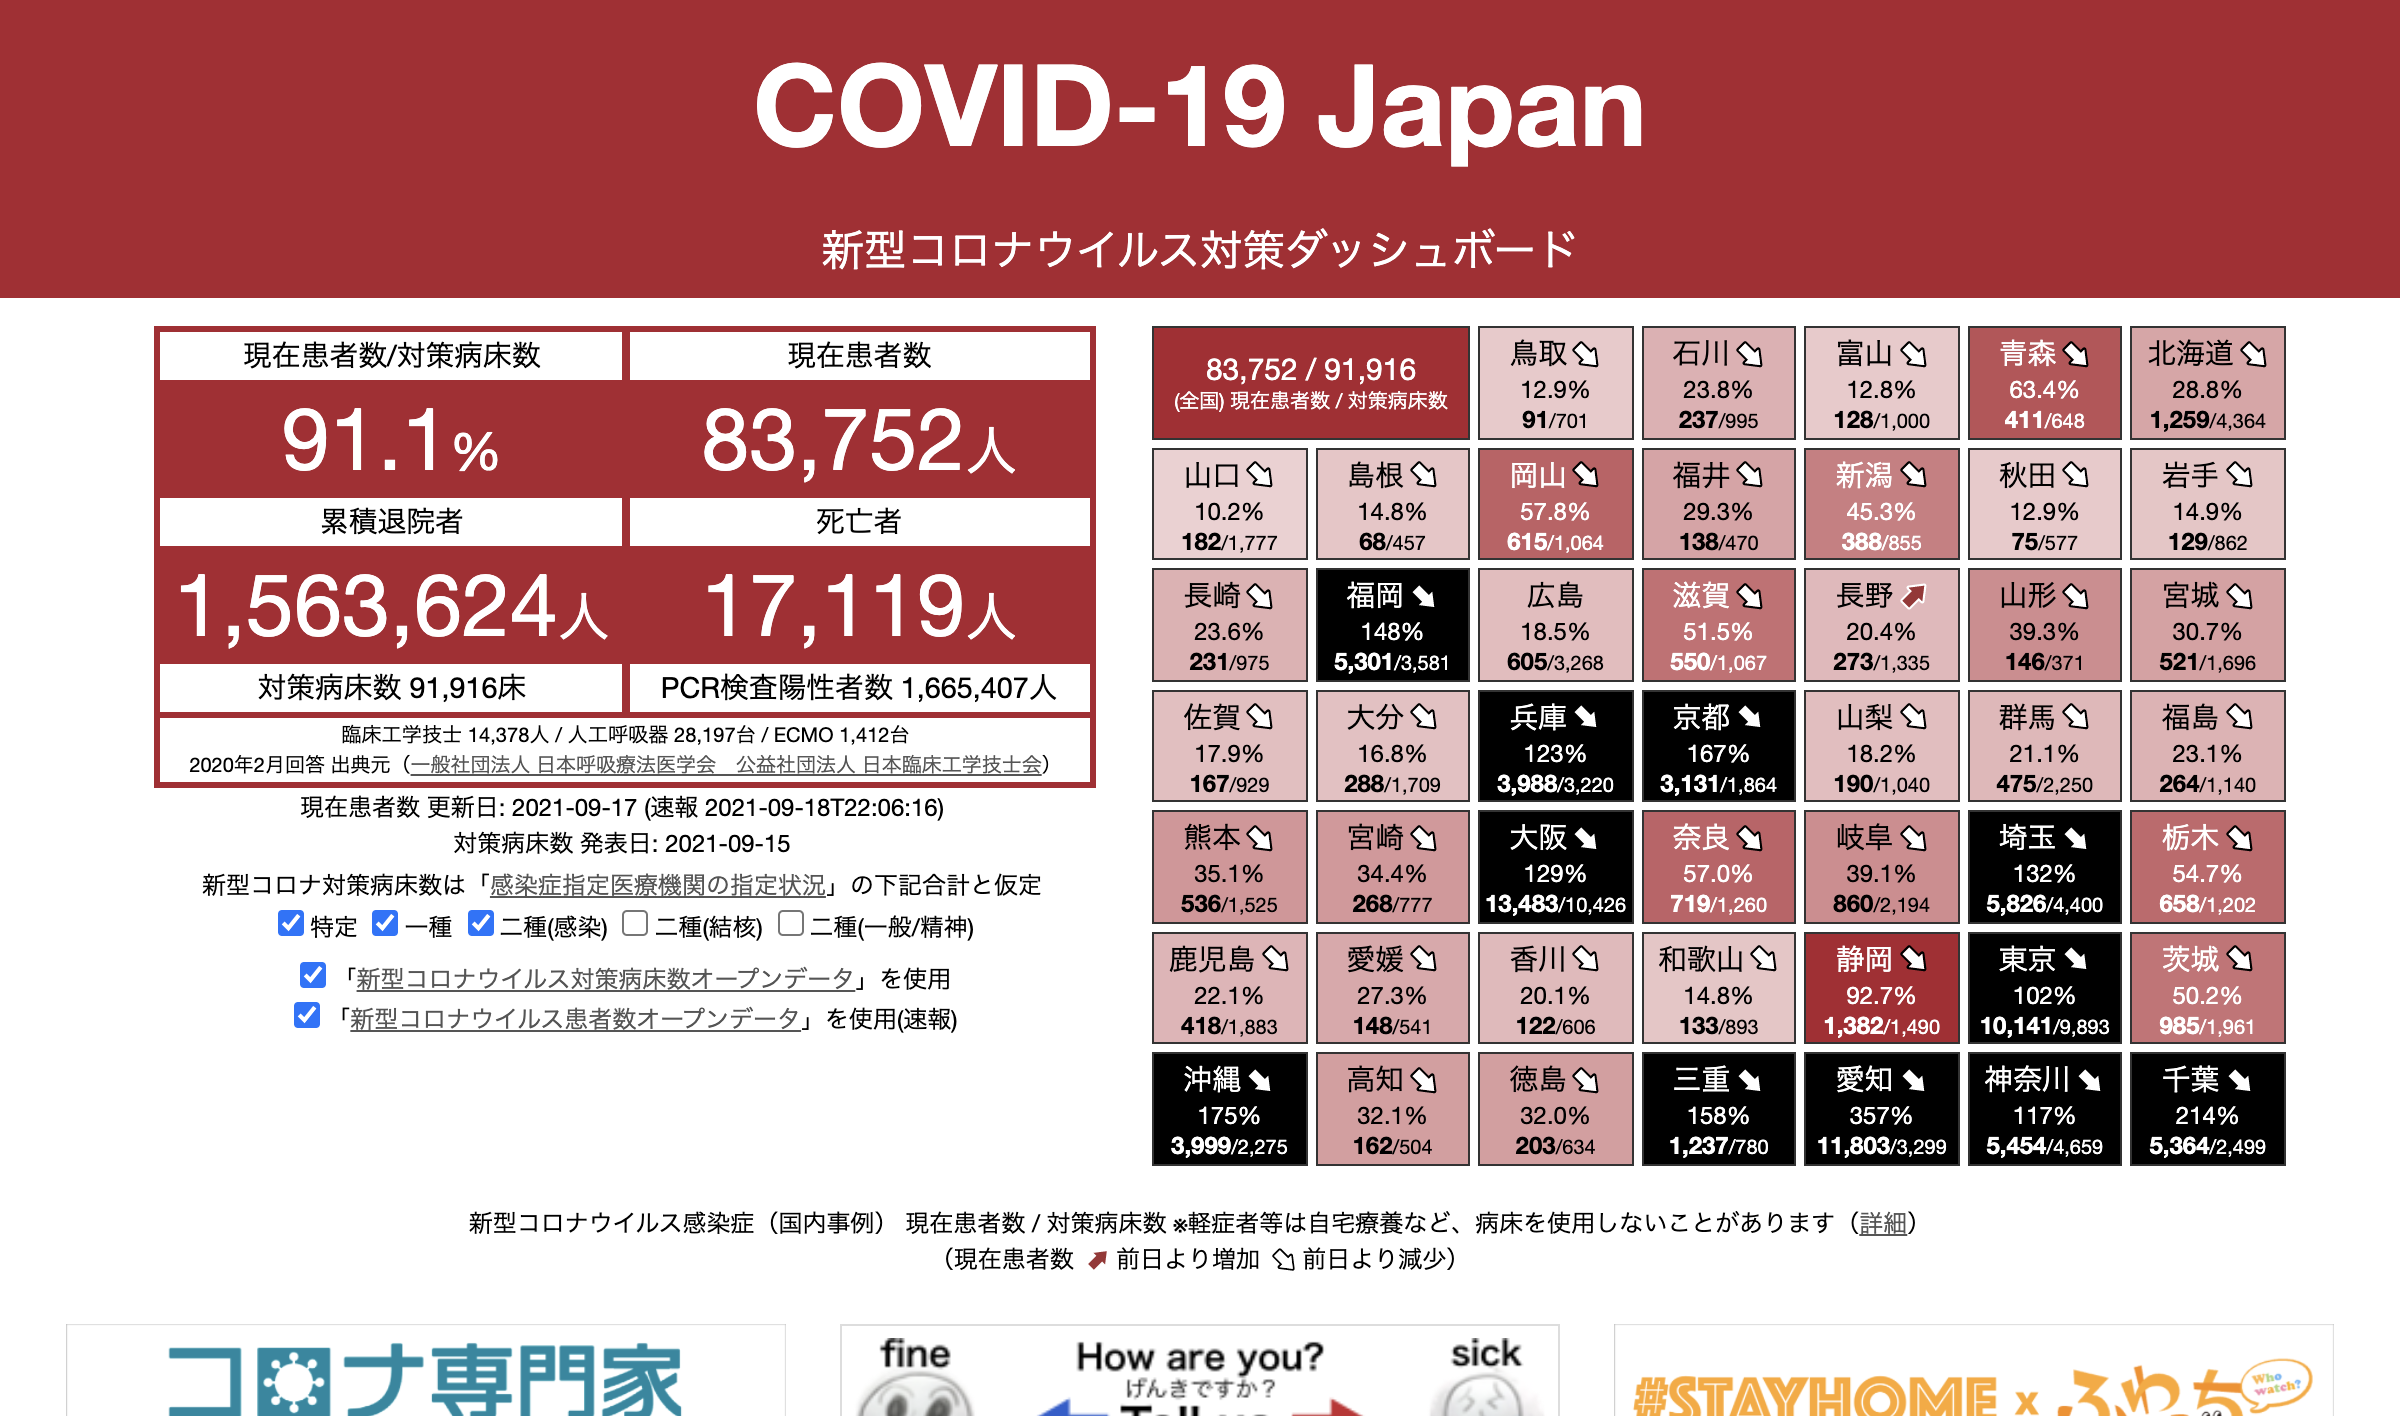 COVID-19 Japan
新型コロナウイルス対策ダッシュボード
現在患者数/対策病床数
現在患者数
91.1%
83,752人
累積退院者
死亡者
1,563,624人
17,119人
対策病床数 91,916床
PCR検査陽性者数 1,665,407人
臨床工学技士 14,378人 / 人工呼吸器 28,197台 / ECMO 1,412台
2020年2月回答 出典元（一般社団法人 日本呼吸療法医学会　公益社団法人 日本臨床工学技士会）
現在患者数 更新日: 2021-09-17 (速報 2021-09-18T22:06:16)
対策病床数 発表日: 2021-09-15
新型コロナ対策病床数は「感染症指定医療機関の指定状況」の下記合計と仮定
特定 一種 二種(感染) 二種(結核) 二種(一般/精神)
「新型コロナウイルス対策病床数オープンデータ」を使用
「新型コロナウイルス患者数オープンデータ」を使用(速報)
83,752 / 91,916
(全国) 現在患者数 / 対策病床数
鳥取
12.9%
91/701
石川
23.8%
237/995
富山
12.8%
128/1,000
青森
63.4%
411/648
北海道
28.8%
1,259/4,364
山口
10.2%
182/1,777
島根
14.8%
68/457
岡山
57.8%
615/1,064
福井
29.3%
138/470
新潟
45.3%
388/855
秋田
12.9%
75/577
岩手
14.9%
129/862
長崎
23.6%
231/975
福岡
148%
5,301/3,581
広島
18.5%
605/3,268
滋賀
51.5%
550/1,067
長野
20.4%
273/1,335
山形
39.3%
146/371
宮城
30.7%
521/1,696
佐賀
17.9%
167/929
大分
16.8%
288/1,709
兵庫
123%
3,988/3,220
京都
167%
3,131/1,864
山梨
18.2%
190/1,040
群馬
21.1%
475/2,250
福島
23.1%
264/1,140
熊本
35.1%
536/1,525
宮崎
34.4%
268/777
大阪
129%
13,483/10,426
奈良
57.0%
719/1,260
岐阜
39.1%
860/2,194
埼玉
132%
5,826/4,400
栃木
54.7%
658/1,202
鹿児島
22.1%
418/1,883
愛媛
27.3%
148/541
香川
20.1%
122/606
和歌山
14.8%
133/893
静岡
92.7%
1,382/1,490
東京
102%
10,141/9,893
茨城
50.2%
985/1,961
沖縄
175%
3,999/2,275
高知
32.1%
162/504
徳島
32.0%
203/634
三重
158%
1,237/780
愛知
357%
11,803/3,299
神奈川
117%
5,454/4,659
千葉
214%
5,364/2,499
新型コロナウイルス感染症（国内事例） 現在患者数 / 対策病床数 ※軽症者等は自宅療養など、病床を使用しないことがあります（詳細）
（現在患者数 前日より増加 前日より減少）
コロナ専門家
fine
How are you?
げんきですか？
Tell us
sick
#STAYHOME x ふわっち
Who watch?